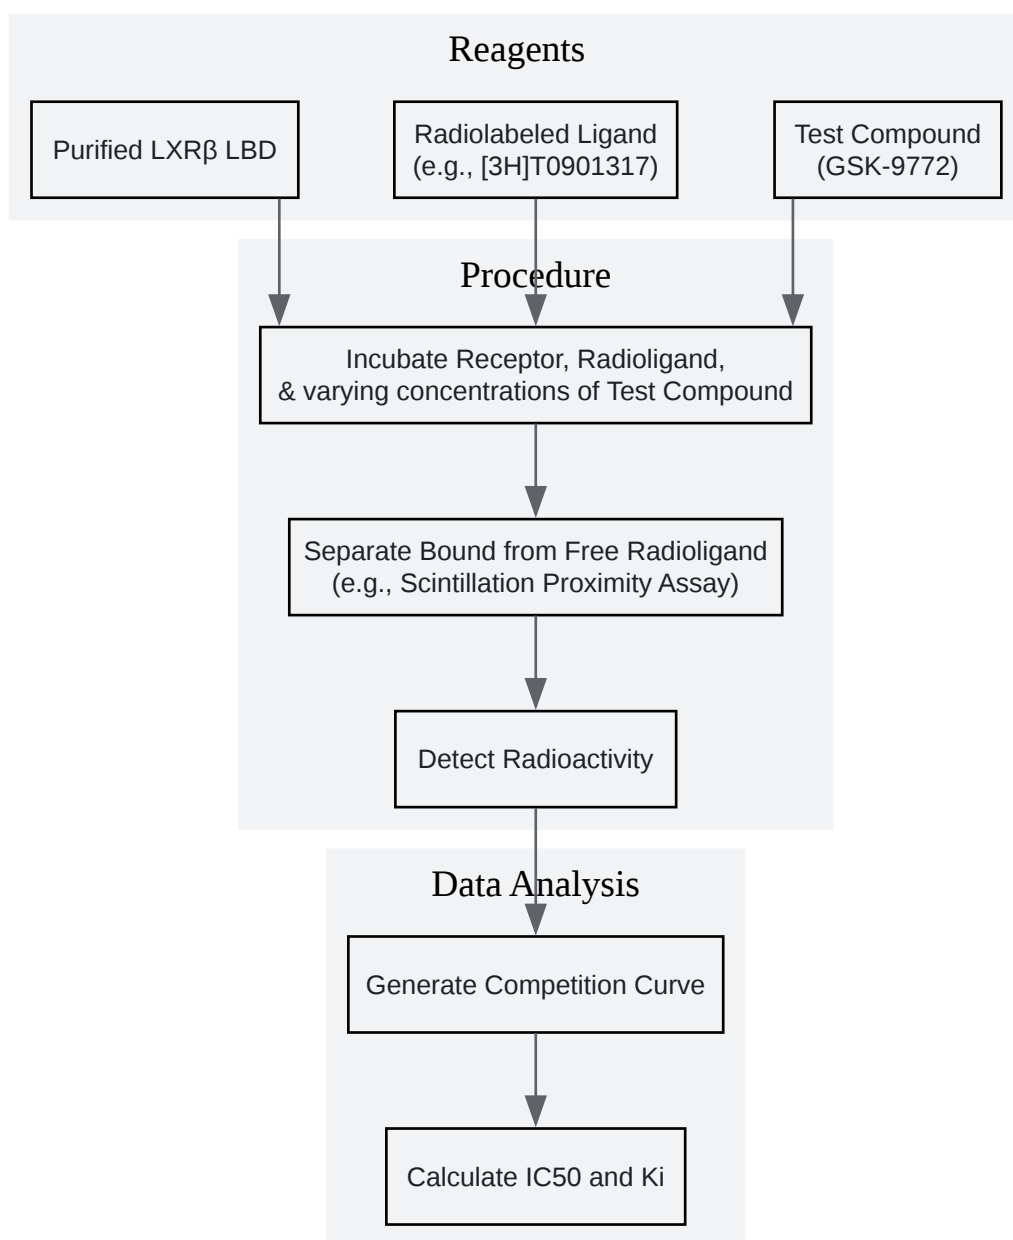 Reagents
Purified LXRβ LBD
Radiolabeled Ligand
(e.g., [3H]T0901317)
Test Compound
(GSK-9772)
Procedure
Incubate Receptor, Radioligand,
& varying concentrations of Test Compound
Separate Bound from Free Radioligand
(e.g., Scintillation Proximity Assay)
Detect Radioactivity
Data Analysis
Generate Competition Curve
Calculate IC50 and Ki